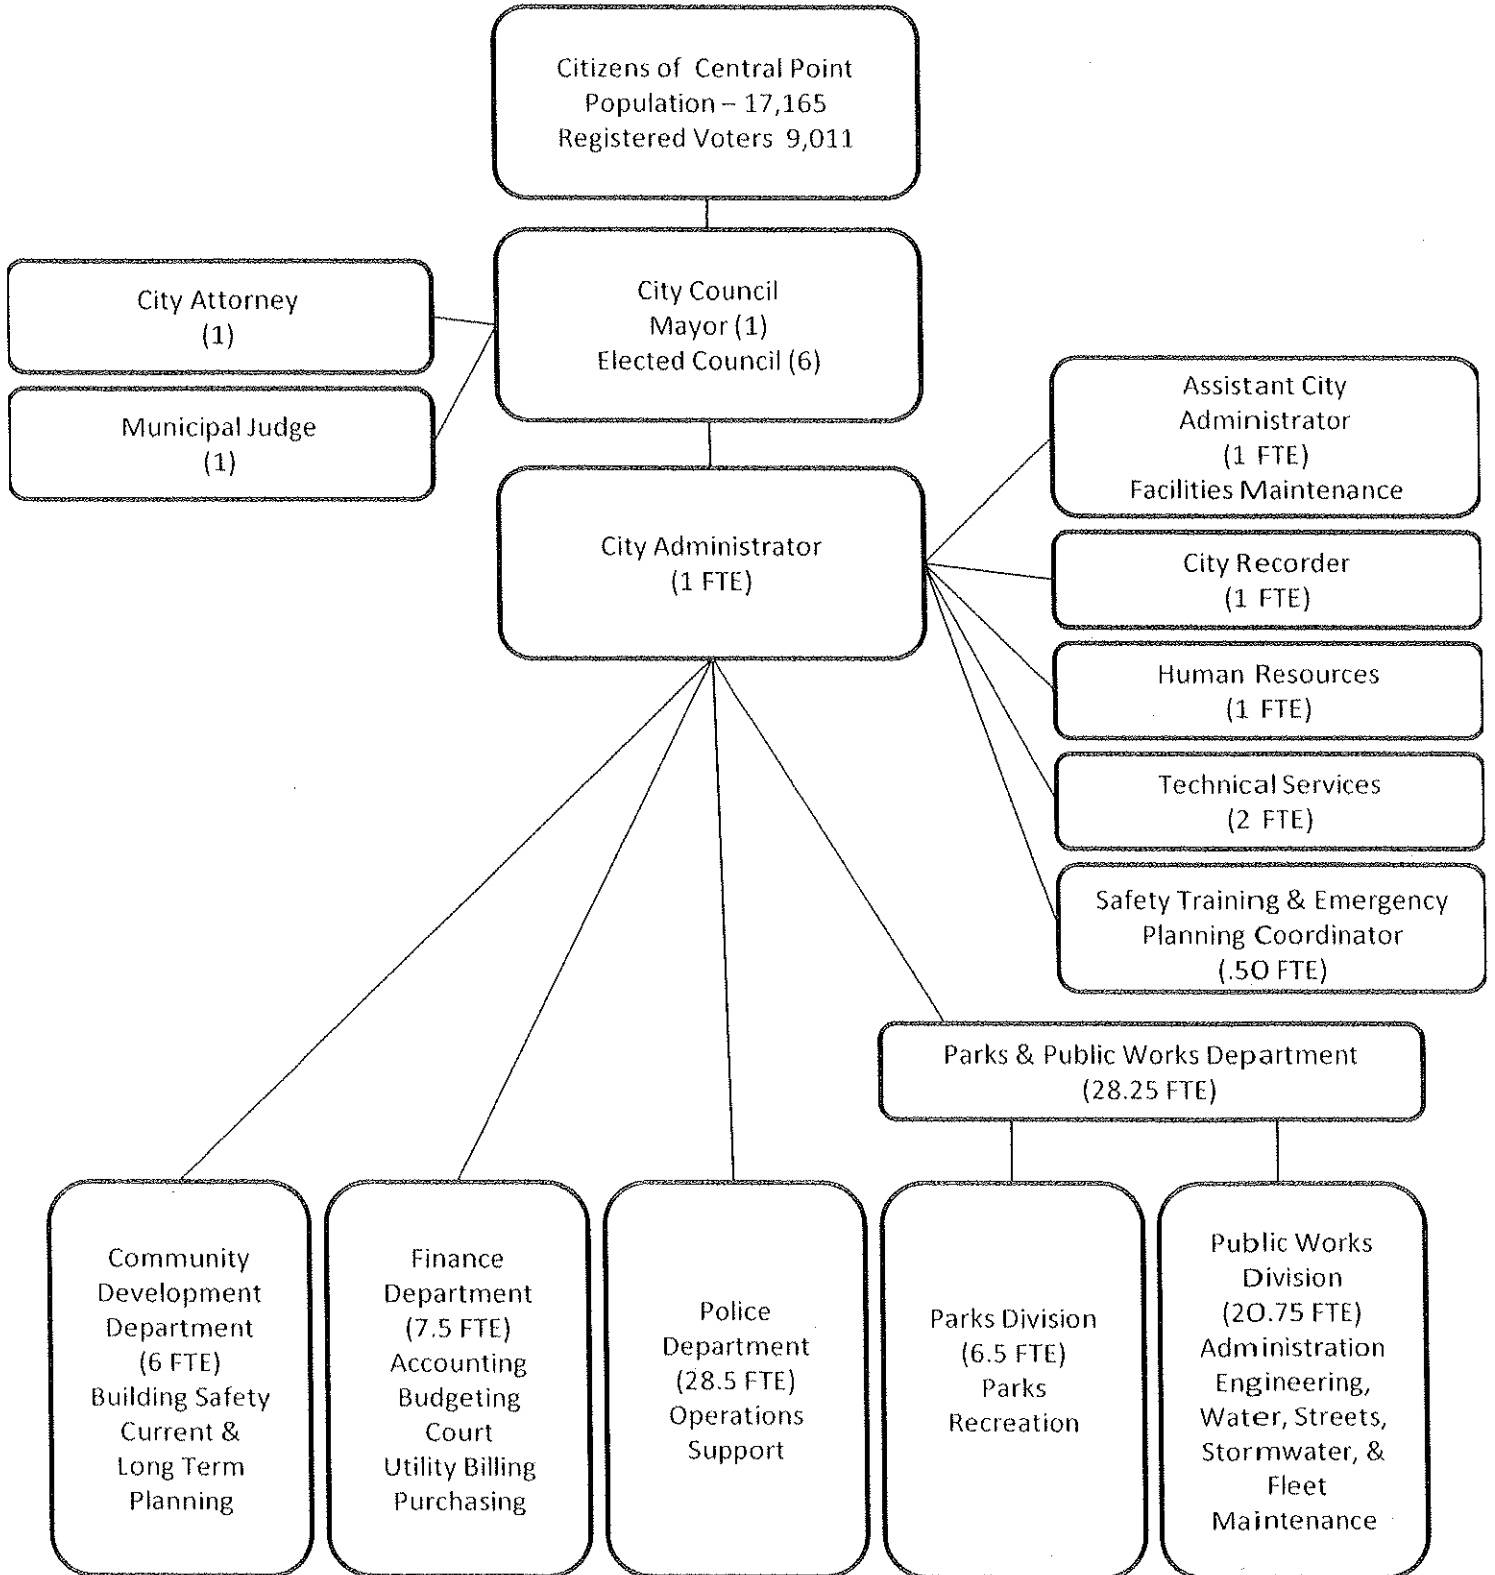 Citizens of Central Point
Population – 17,165
Registered Voters 9,011
City Council
Mayor (1)
Elected Council (6)
City Attorney
(1)
Municipal Judge
(1)
City Administrator
(1 FTE)
Assistant City
Administrator
(1 FTE)
Facilities Maintenance
City Recorder
(1 FTE)
Human Resources
(1 FTE)
Technical Services
(2 FTE)
Safety Training & Emergency
Planning Coordinator
(.50 FTE)
Parks & Public Works Department
(28.25 FTE)
Community
Development
Department
(6 FTE)
Building Safety
Current &
Long Term
Planning
Finance
Department
(7.5 FTE)
Accounting
Budgeting
Court
Utility Billing
Purchasing
Police
Department
(28.5 FTE)
Operations
Support
Parks Division
(6.5 FTE)
Parks
Recreation
Public Works
Division
(20.75 FTE)
Administration
Engineering,
Water, Streets,
Stormwater, &
Fleet
Maintenance